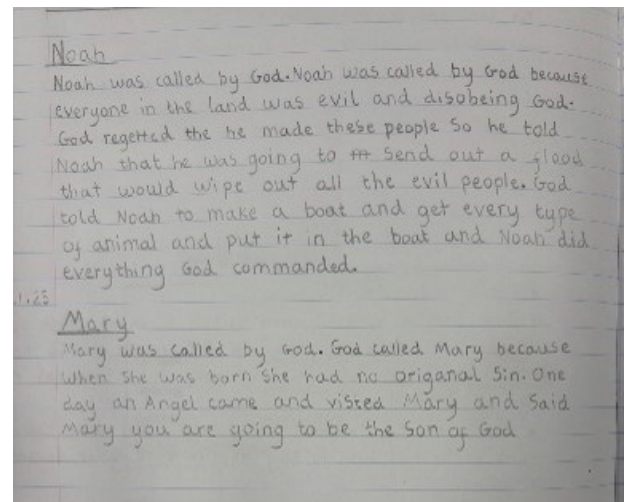 Noah
Noah was called by God. Noah was called by God because
everyone in the land was evil and disobeing God.
God regetted the he made these people So he told
Noah that he was going to send out a flood
that would wipe out all the evil people. God
told Noah to make a boat and get every type
of animal and put it in the boat and Noah did
everything God commanded.
1.25
Mary
Mary was called by God. God called Mary because
when she was born she had no origanal Sin. One
day an Angel came and visted Mary and Said
Mary you are going to be the Son of God